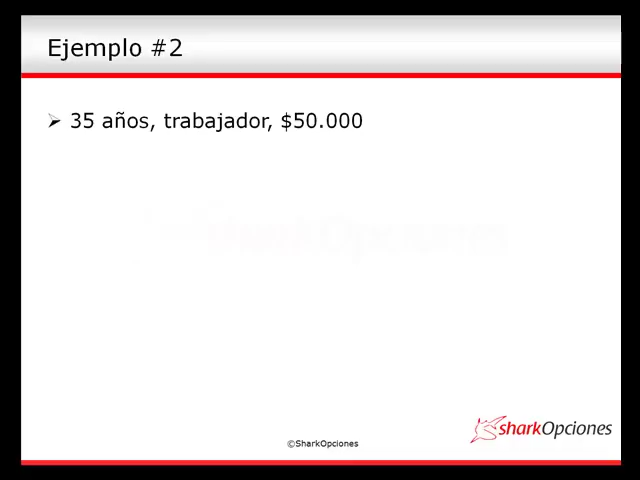 Ejemplo #2
35 años, trabajador, $50.000
sharkOpciones
©SharkOpciones